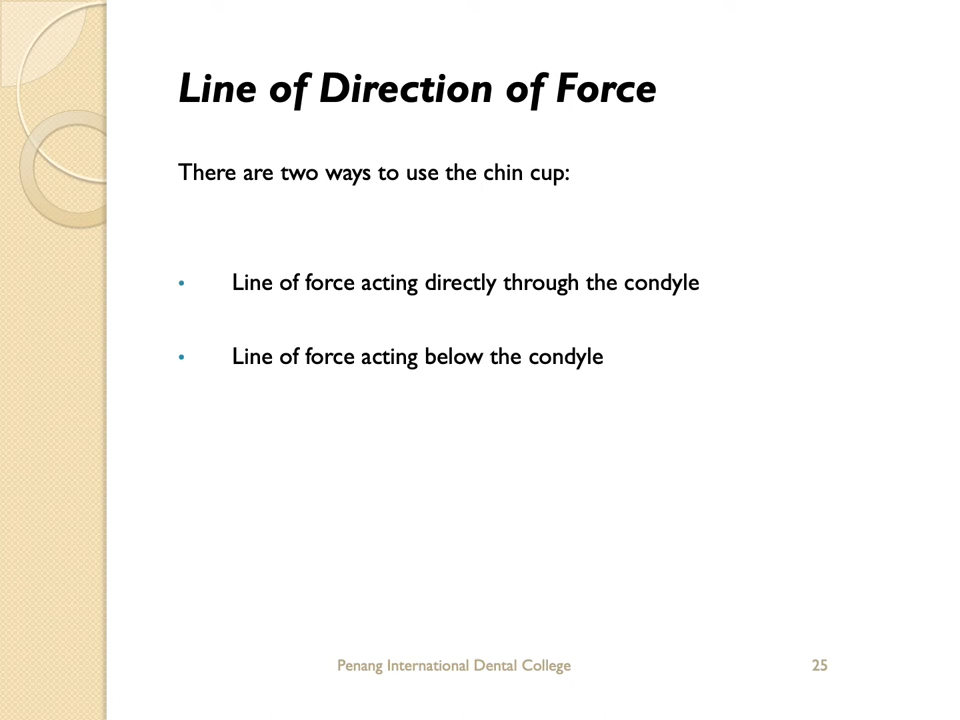 Line of Direction of Force
There are two ways to use the chin cup:
• Line of force acting directly through the condyle
• Line of force acting below the condyle
Penang International Dental College
25